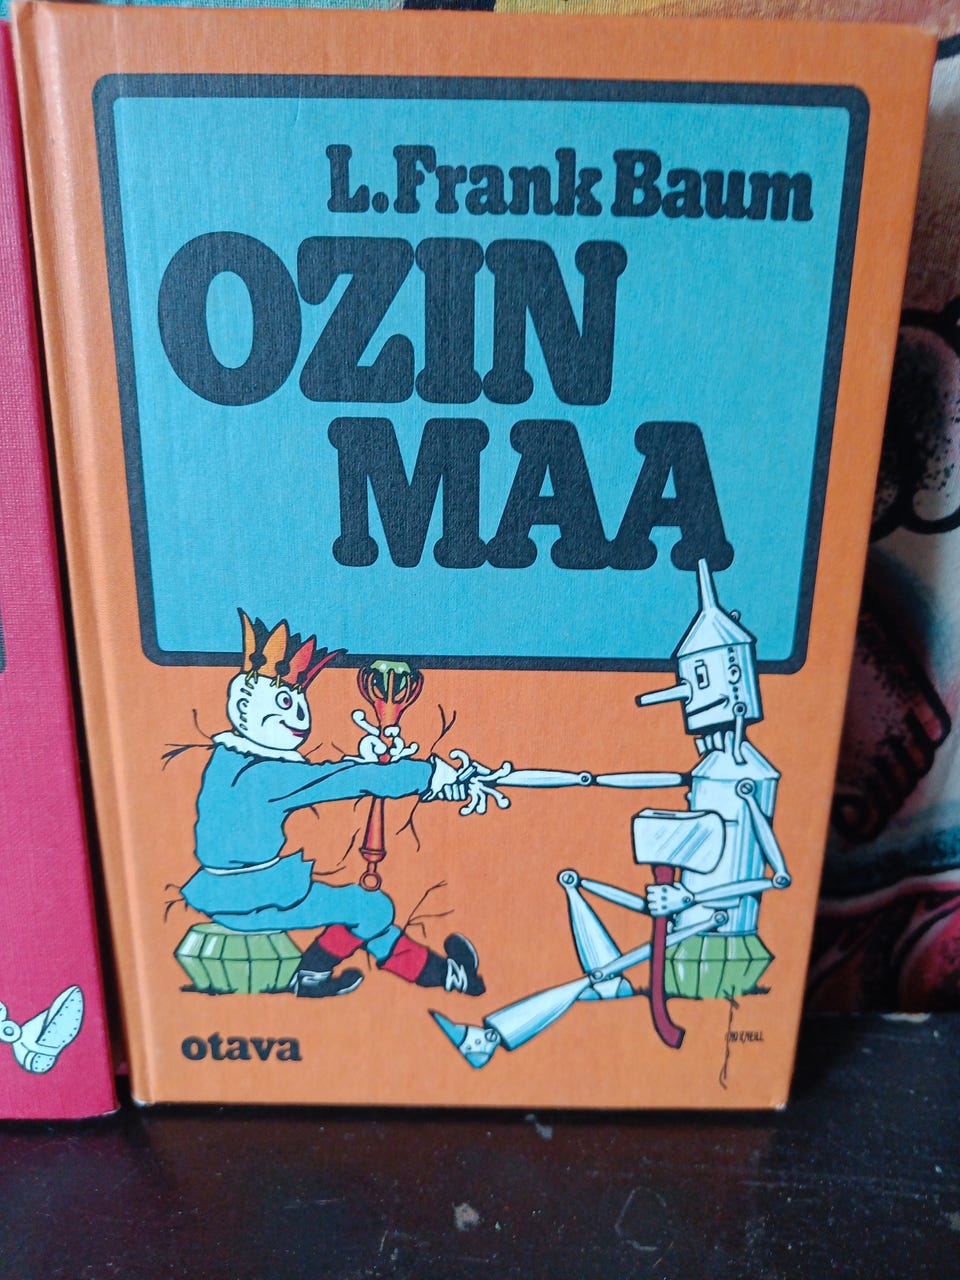 L. Frank Baum
OZIN
MAA
otava